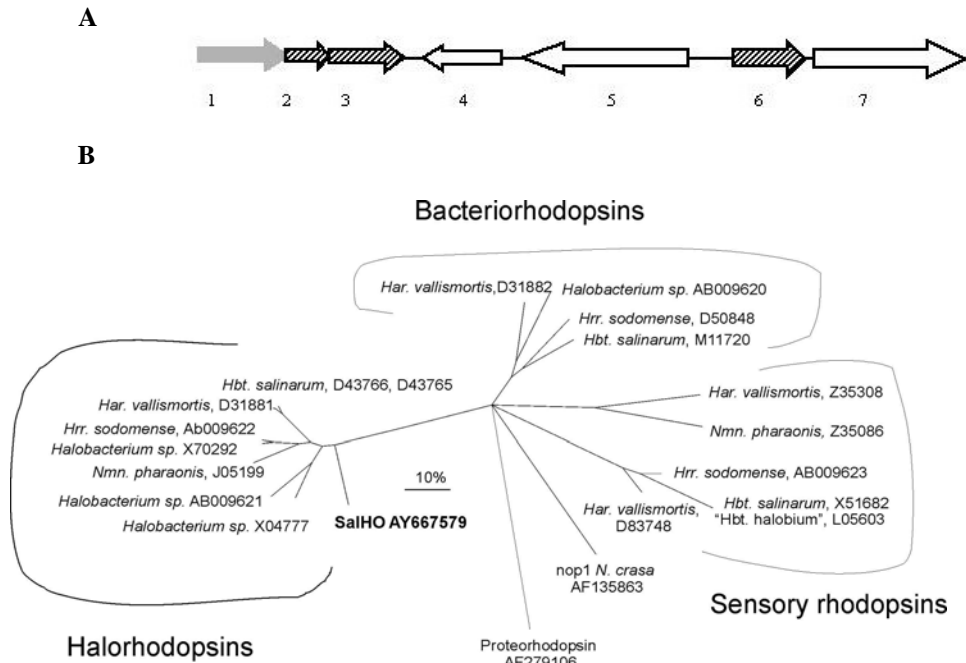 A
1 2 3 4 5 6 7
B
Bacteriorhodopsins
Har. vallismortis,D31882
Halobacterium sp. AB009620
Hrr. sodomense, D50848
Hbt. salinarum, M11720
Hbt. salinarum, D43766, D43765
Har. vallismortis, D31881
Hrr. sodomense, Ab009622
Halobacterium sp. X70292
Nmn. pharaonis, J05199
Halobacterium sp. AB009621
Halobacterium sp. X04777
10%
SalHO AY667579
Har. vallismortis, Z35308
Nmn. pharaonis, Z35086
Hrr. sodomense, AB009623
Hbt. salinarum, X51682
"Hbt. halobium", L05603
Har. vallismortis,
D83748
nop1 N. crasa
AF135863
Sensory rhodopsins
Proteorhodopsin
AF279106
Halorhodopsins